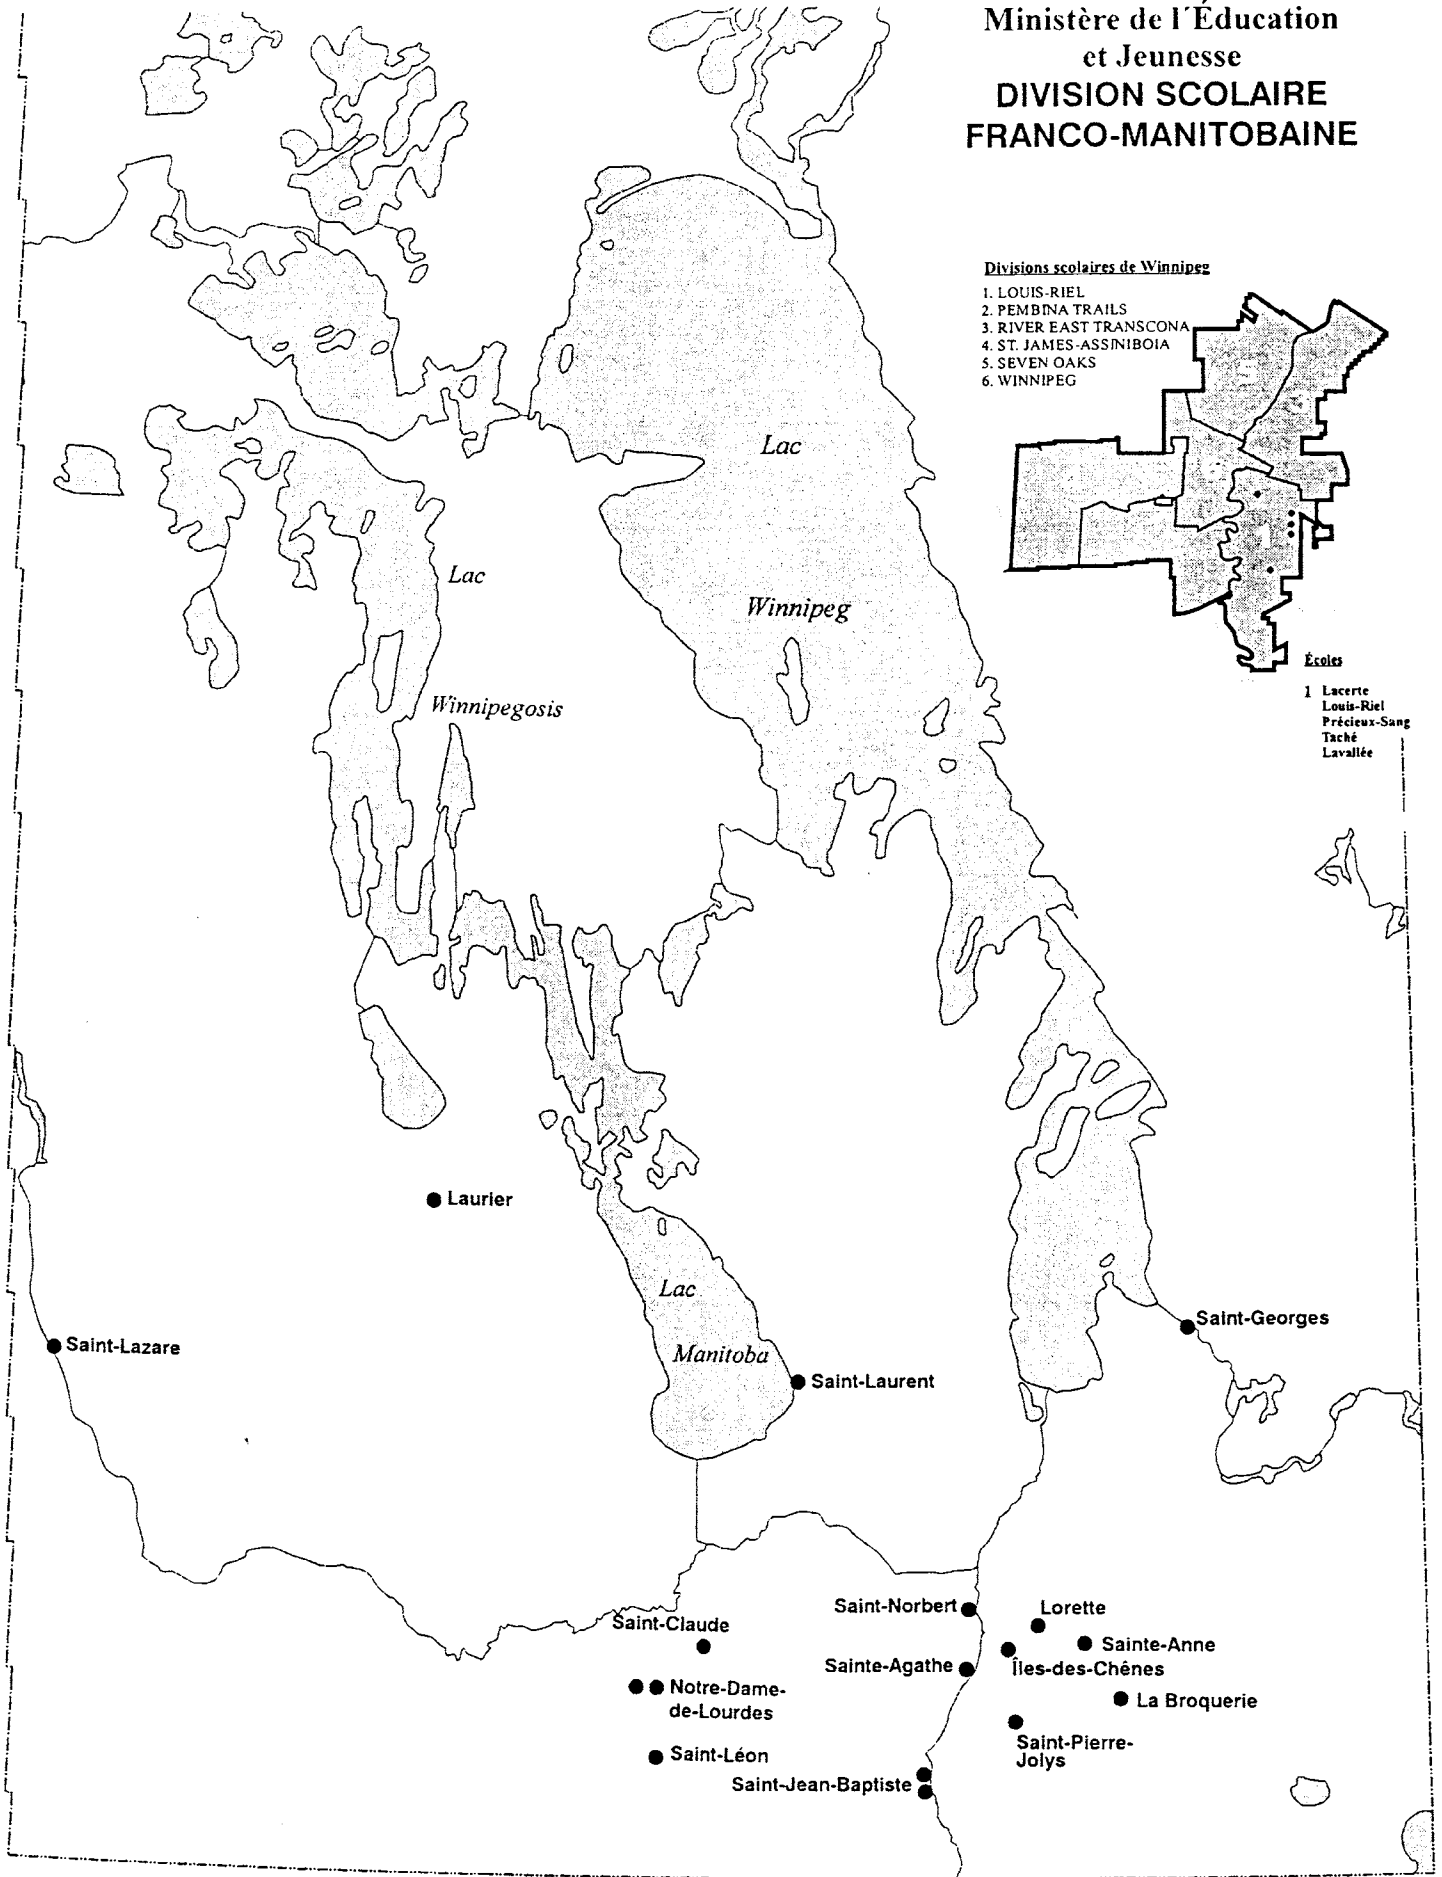 Ministère de l´Éducation
et Jeunesse
DIVISION SCOLAIRE
FRANCO-MANITOBAINE
Divisions scolaires de Winnipeg
1. LOUIS-RIEL
2. PEMBINA TRAILS
3. RIVER EAST TRANSCONA
4. ST. JAMES-ASSINIBOIA
5. SEVEN OAKS
6. WINNIPEG
Lac
Winnipeg
Lac
Winnipegosis
Écoles
1 Lacerte
Louis-Riel
Précieux-Sang
Taché
Lavallée
Laurier
Lac
Manitoba
Saint-Georges
Saint-Lazare
Saint-Laurent
Saint-Norbert
Lorette
Saint-Claude
Sainte-Anne
Sainte-Agathe
Îles-des-Chênes
Notre-Dame-
de-Lourdes
La Broquerie
Saint-Pierre-
Jolys
Saint-Léon
Saint-Jean-Baptiste